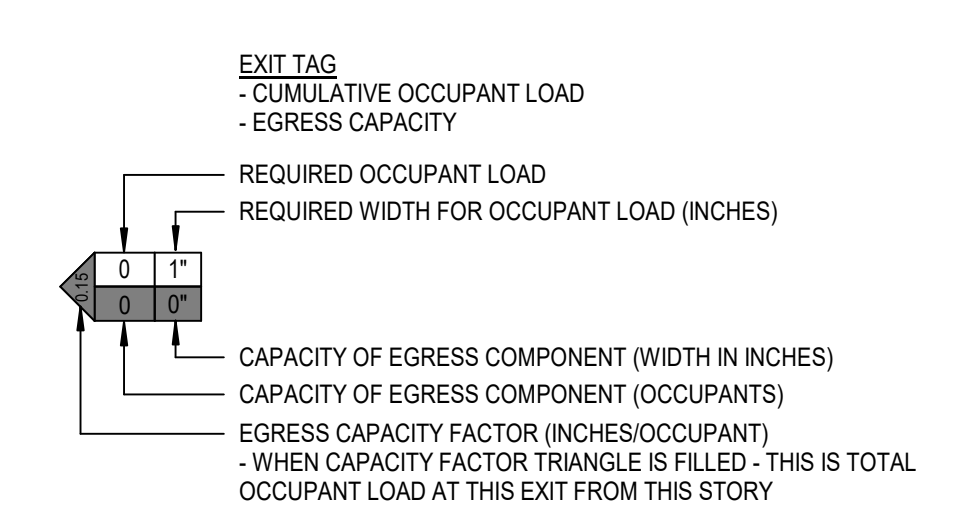 EXIT TAG
- CUMULATIVE OCCUPANT LOAD
- EGRESS CAPACITY
REQUIRED OCCUPANT LOAD
REQUIRED WIDTH FOR OCCUPANT LOAD (INCHES)
0.15
0 1"
0 0"
CAPACITY OF EGRESS COMPONENT (WIDTH IN INCHES)
CAPACITY OF EGRESS COMPONENT (OCCUPANTS)
EGRESS CAPACITY FACTOR (INCHES/OCCUPANT)
- WHEN CAPACITY FACTOR TRIANGLE IS FILLED - THIS IS TOTAL
OCCUPANT LOAD AT THIS EXIT FROM THIS STORY